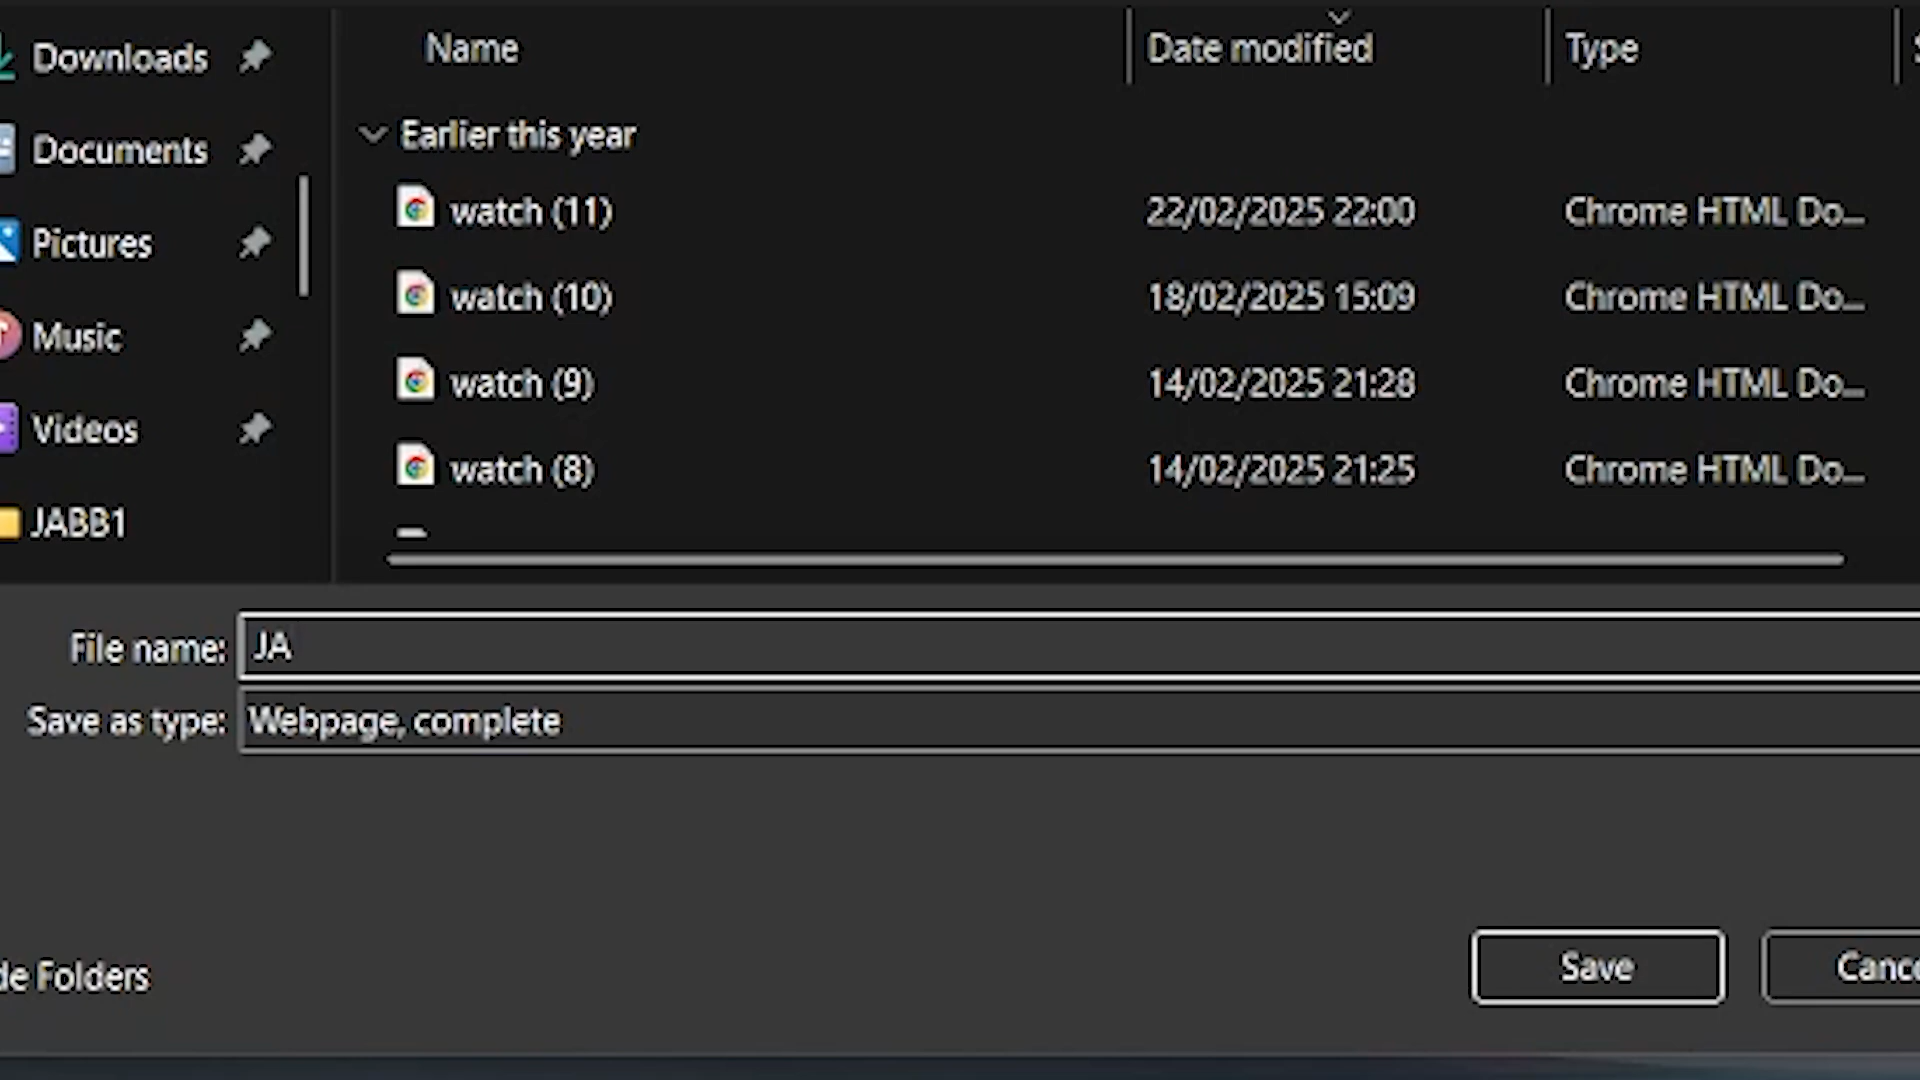 Downloads
Documents
Pictures
Music
Videos
JABB1
Name Date modified Type
Earlier this year
watch (11) 22/02/2025 22:00 Chrome HTML Do...
watch (10) 18/02/2025 15:09 Chrome HTML Do...
watch (9) 14/02/2025 21:28 Chrome HTML Do...
watch (8) 14/02/2025 21:25 Chrome HTML Do...
File name: JA
Save as type: Webpage, complete
de Folders
Save Cance